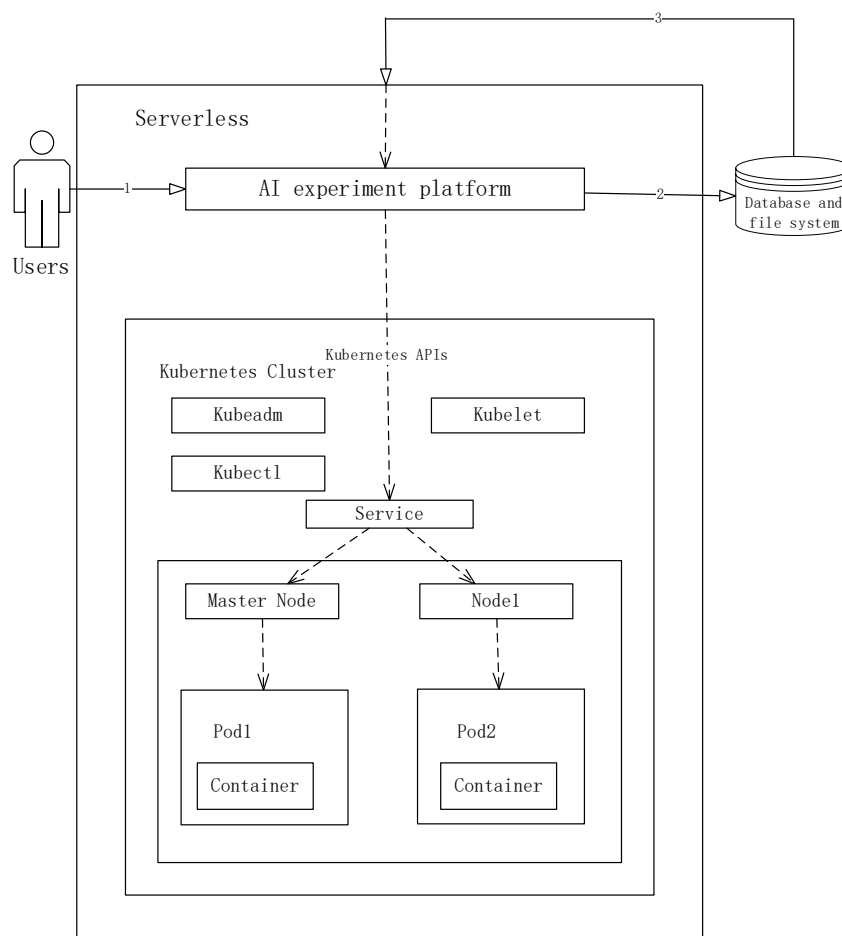 3
Serverless
1
AI experiment platform
2
Database and
file system
Users
Kubernetes APIs
Kubernetes Cluster
Kubeadm
Kubelet
Kubectl
Service
Master Node
Node1
Pod1
Pod2
Container
Container